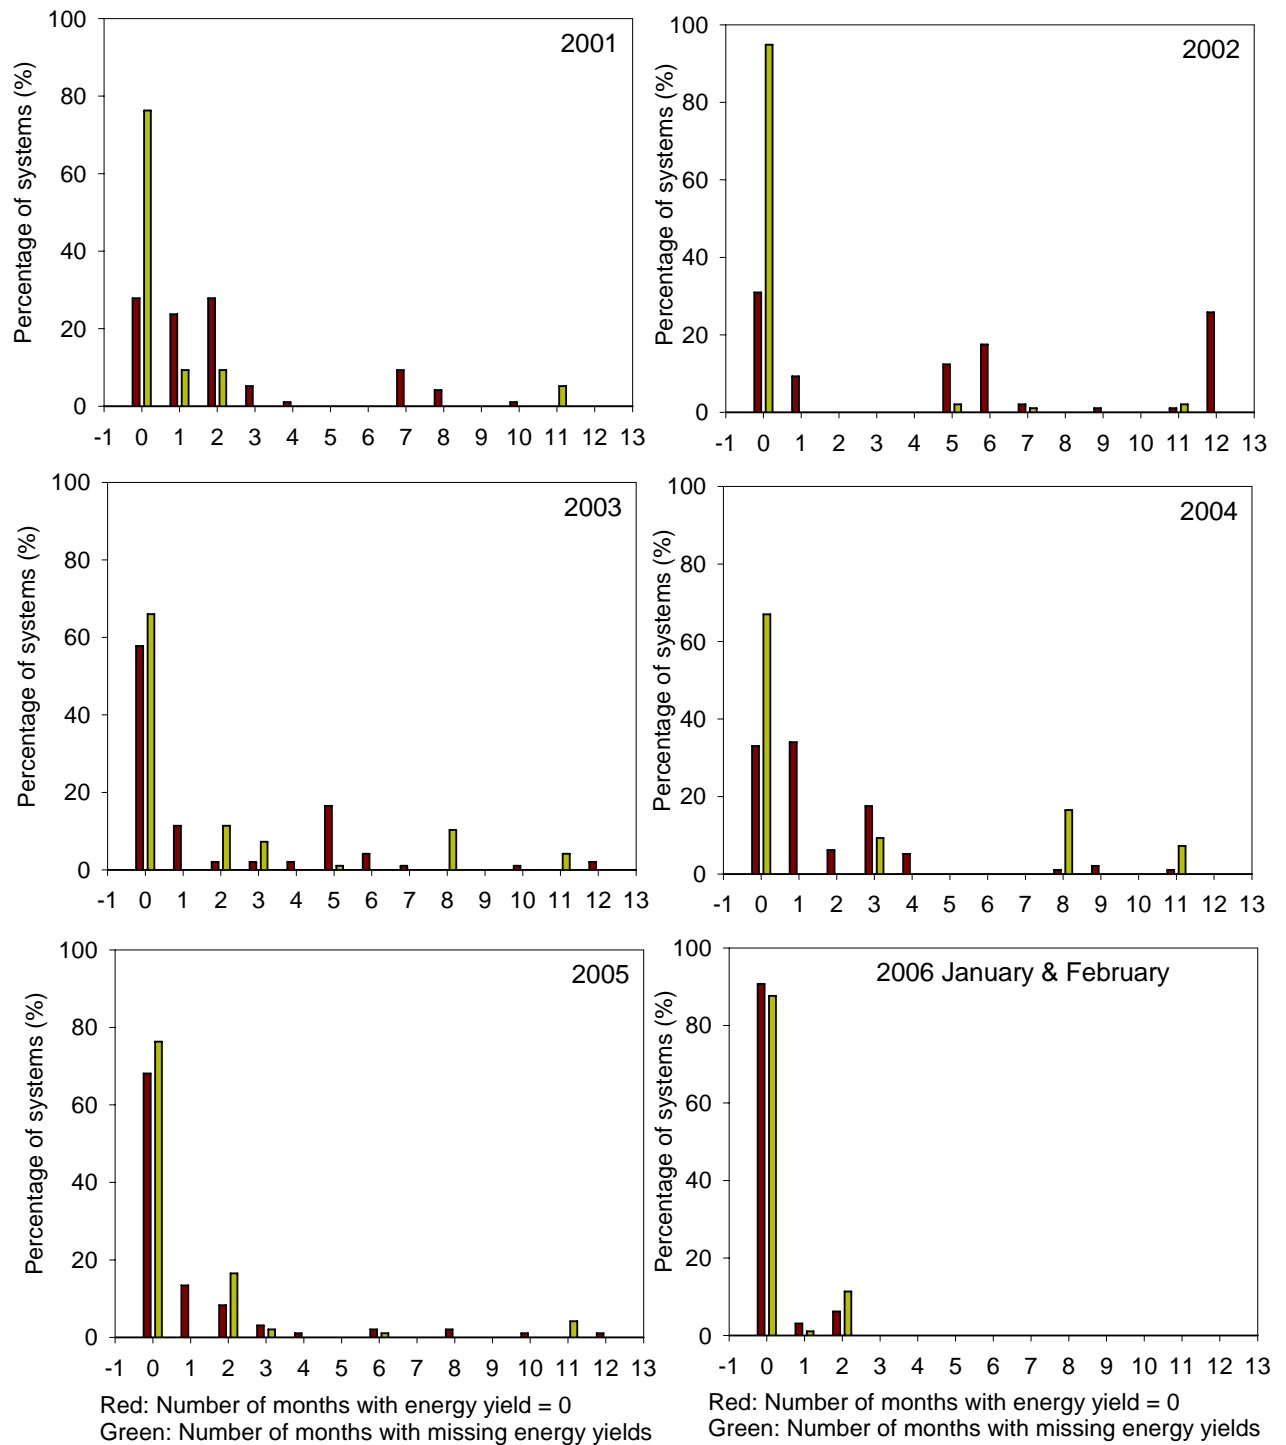 100
80
60
40
20
0
Percentage of systems (%)
2001
-1 0 1 2 3 4 5 6 7 8 9 10 11 12 13
100
80
60
40
20
0
Percentage of systems (%)
2002
-1 0 1 2 3 4 5 6 7 8 9 10 11 12 13
100
80
60
40
20
0
Percentage of systems (%)
2003
-1 0 1 2 3 4 5 6 7 8 9 10 11 12 13
100
80
60
40
20
0
Percentage of systems (%)
2004
-1 0 1 2 3 4 5 6 7 8 9 10 11 12 13
100
80
60
40
20
0
Percentage of systems (%)
2005
-1 0 1 2 3 4 5 6 7 8 9 10 11 12 13
Red: Number of months with energy yield = 0
Green: Number of months with missing energy yields
100
80
60
40
20
0
Percentage of systems (%)
2006 January & February
-1 0 1 2 3 4 5 6 7 8 9 10 11 12 13
Red: Number of months with energy yield = 0
Green: Number of months with missing energy yields